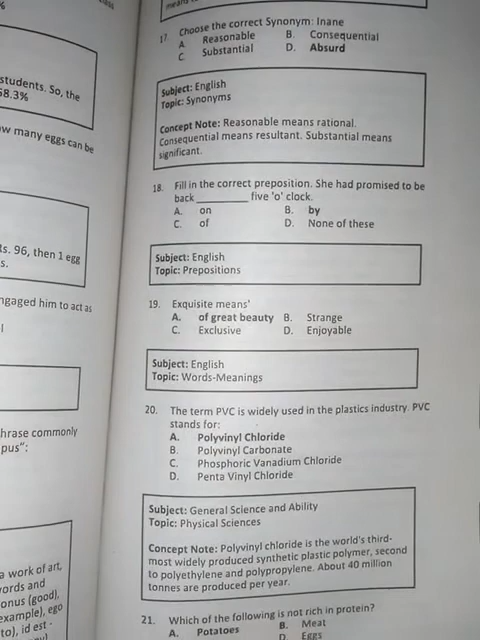 %
students. So, the
58.3%
ow many eggs can be
ts. 96, then 1 egg
s.
ngaged him to act as
l
hrase commonly
pus":
a work of art,
words and
onus (good),
example), ego
to), id est -
17. Choose the correct Synonym: Inane
A. Reasonable B. Consequential
C. Substantial D. Absurd
Subject: English
Topic: Synonyms
Concept Note: Reasonable means rational.
Consequential means resultant. Substantial means
significant.
18. Fill in the correct preposition. She had promised to be
back _________ five 'o' clock.
A. on B. by
C. of D. None of these
Subject: English
Topic: Prepositions
19. Exquisite means'
A. of great beauty B. Strange
C. Exclusive D. Enjoyable
Subject: English
Topic: Words-Meanings
20. The term PVC is widely used in the plastics industry. PVC
stands for:
A. Polyvinyl Chloride
B. Polyvinyl Carbonate
C. Phosphoric Vanadium Chloride
D. Penta Vinyl Chloride
Subject: General Science and Ability
Topic: Physical Sciences
Concept Note: Polyvinyl chloride is the world's third-
most widely produced synthetic plastic polymer, second
to polyethylene and polypropylene. About 40 million
tonnes are produced per year.
21. Which of the following is not rich in protein?
A. Potatoes B. Meat
D. Eggs